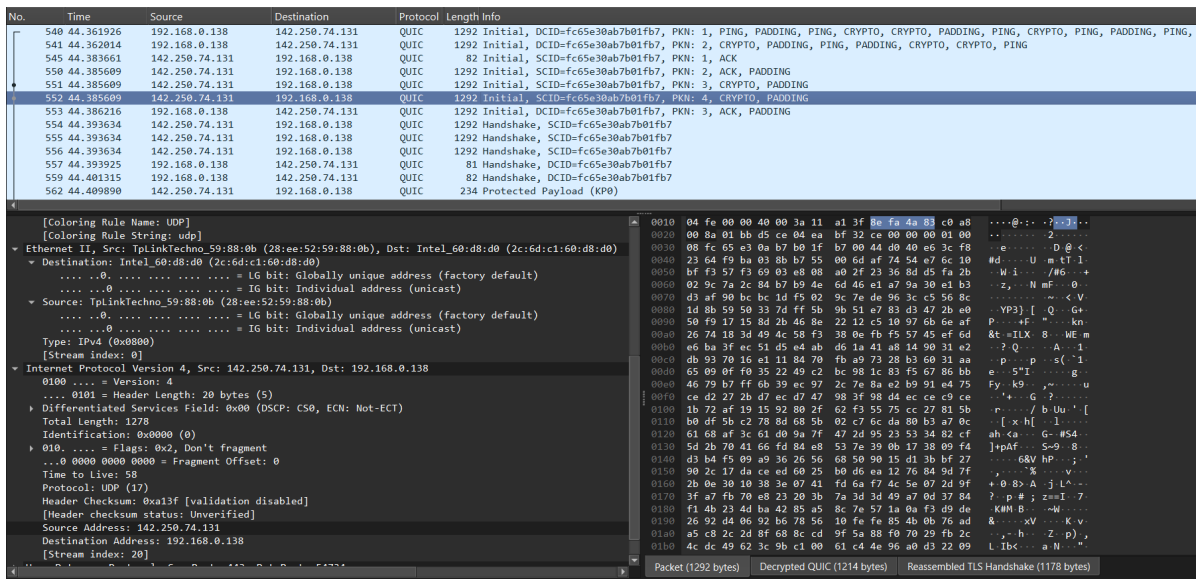 No. Time Source Destination Protocol Length Info
540 44.361926 192.168.0.138 142.250.74.131 QUIC 1292 Initial, DCID=fc65e30ab7b01fb7, PKN: 1, PING, PADDING, PING, CRYPTO, CRYPTO, PADDING, PING, CRYPTO, PING, PADDING, PING,
541 44.362014 192.168.0.138 142.250.74.131 QUIC 1292 Initial, DCID=fc65e30ab7b01fb7, PKN: 2, CRYPTO, PADDING, PING, PADDING, CRYPTO, CRYPTO, PING
545 44.383661 142.250.74.131 192.168.0.138 QUIC 82 Initial, SCID=fc65e30ab7b01fb7, PKN: 1, ACK
550 44.385609 142.250.74.131 192.168.0.138 QUIC 1292 Initial, SCID=fc65e30ab7b01fb7, PKN: 2, ACK, PADDING
551 44.385609 142.250.74.131 192.168.0.138 QUIC 1292 Initial, SCID=fc65e30ab7b01fb7, PKN: 3, CRYPTO, PADDING
552 44.385609 142.250.74.131 192.168.0.138 QUIC 1292 Initial, SCID=fc65e30ab7b01fb7, PKN: 4, CRYPTO, PADDING
553 44.386216 192.168.0.138 142.250.74.131 QUIC 1292 Initial, DCID=fc65e30ab7b01fb7, PKN: 3, ACK, PADDING
554 44.393634 142.250.74.131 192.168.0.138 QUIC 1292 Handshake, SCID=fc65e30ab7b01fb7
555 44.393634 142.250.74.131 192.168.0.138 QUIC 1292 Handshake, SCID=fc65e30ab7b01fb7
556 44.393634 142.250.74.131 192.168.0.138 QUIC 1292 Handshake, SCID=fc65e30ab7b01fb7
557 44.393925 192.168.0.138 142.250.74.131 QUIC 81 Handshake, DCID=fc65e30ab7b01fb7
559 44.401315 192.168.0.138 142.250.74.131 QUIC 82 Handshake, DCID=fc65e30ab7b01fb7
562 44.409890 142.250.74.131 192.168.0.138 QUIC 234 Protected Payload (KP0)
[Coloring Rule Name: UDP]
[Coloring Rule String: udp]
Ethernet II, Src: TpLinkTechno_59:88:0b (28:ee:52:59:88:0b), Dst: Intel_60:d8:d0 (2c:6d:c1:60:d8:d0)
Destination: Intel_60:d8:d0 (2c:6d:c1:60:d8:d0)
.... ..0. .... .... .... .... = LG bit: Globally unique address (factory default)
.... ...0 .... .... .... .... = IG bit: Individual address (unicast)
Source: TpLinkTechno_59:88:0b (28:ee:52:59:88:0b)
.... ..0. .... .... .... .... = LG bit: Globally unique address (factory default)
.... ...0 .... .... .... .... = IG bit: Individual address (unicast)
Type: IPv4 (0x0800)
[Stream index: 0]
Internet Protocol Version 4, Src: 142.250.74.131, Dst: 192.168.0.138
0100 .... = Version: 4
.... 0101 = Header Length: 20 bytes (5)
Differentiated Services Field: 0x00 (DSCP: CS0, ECN: Not-ECT)
Total Length: 1278
Identification: 0x0000 (0)
010. .... = Flags: 0x2, Don't fragment
...0 0000 0000 0000 = Fragment Offset: 0
Time to Live: 58
Protocol: UDP (17)
Header Checksum: 0xa13f [validation disabled]
[Header checksum status: Unverified]
Source Address: 142.250.74.131
Destination Address: 192.168.0.138
[Stream index: 20]
0010 04 fe 00 00 40 00 3a 11 a1 3f 8e fa 4a 83 c0 a8
0020 00 8a 01 bb d5 ce 04 ea bf 32 ce 00 00 00 01 00
0030 08 fc 65 e3 0a b7 b0 1f b7 00 44 d0 40 e6 3c f8
0040 23 64 f9 ba 03 8b b7 55 00 6d af 74 54 e7 6c 10
0050 bf f3 57 f3 69 03 e8 08 a0 2f 23 36 8d d5 fa 2b
0060 02 9c 7a 2c 84 b7 b9 4e 6d 46 e1 a7 9a 30 e1 b3
0070 d3 af 90 bc bc 1d f5 02 9c 7e de 96 3c c5 56 8c
0080 1d 8b 59 50 33 7d ff 5b 9b 51 e7 83 d3 47 2b e0
0090 50 f9 17 15 8d 2b 46 8e 22 12 c5 10 97 6b 6e af
00a0 26 74 18 3d 49 4c 58 f3 38 0e fb f5 57 45 ef 6d
00b0 e6 ba 3f ec 51 d5 e4 ab d6 1a 41 a8 14 90 31 e2
00c0 db 93 70 16 e1 11 84 70 fb a9 73 28 b3 60 31 aa
00d0 65 09 0f f0 35 22 49 c2 bc 98 1c 83 f5 67 86 bb
00e0 46 79 b7 ff 6b 39 ec 97 2c 7e 8a e2 b9 91 e4 75
00f0 ce d2 27 2b d7 ec d7 47 98 3f 98 d4 ec ce c9 ce
0100 1b 72 af 19 15 92 80 2f 62 f3 55 75 cc 27 81 5b
0110 b0 df 5b c2 78 8d 68 5b 02 c7 6c da 80 b3 a7 0c
0120 61 68 af 3c 61 d0 9a 7f 47 2d 95 23 53 34 82 cf
0130 5d 2b 70 41 66 fd 84 e8 53 7e 39 0b 17 38 09 f4
0140 d3 b4 f5 09 a9 36 26 56 68 50 90 15 d1 3b bf 27
0150 90 2c 17 da ce ed 60 25 b0 d6 ea 12 76 84 9d 7f
0160 2b 0e 30 10 38 3e 07 41 fd 6a f7 4c 5e 07 2d 9f
0170 3f a7 fb 70 e8 23 20 3b 7a 3d 3d 49 a7 0d 37 84
0180 f1 4b 23 4d ba 42 85 a5 8c 7e 57 1a 0a f3 d9 de
0190 26 92 d4 06 92 b6 78 56 10 fe fe 85 4b 0b 76 ad
01a0 a5 c8 2c 2d 8f 68 8c cd 9f 5a 88 f0 70 29 fb 2c
01b0 4c dc 49 62 3c 9b c1 00 61 c4 4e 96 a0 d3 22 09
Packet (1292 bytes) Decrypted QUIC (1214 bytes) Reassembled TLS Handshake (1178 bytes)